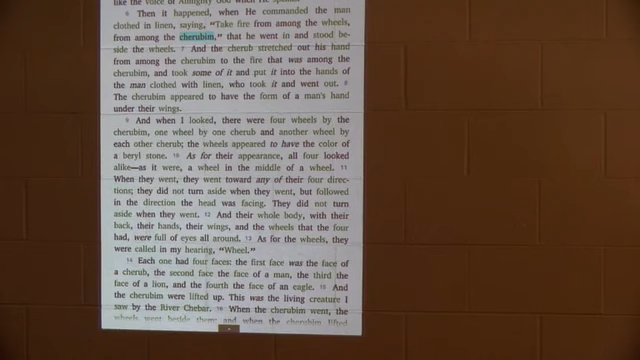 like the voice of Almighty God when He speaks.
6 Then it happened, when He commanded the man
clothed in linen, saying, "Take fire from among the wheels,
from among the cherubim," that he went in and stood be-
side the wheels. 7 And the cherub stretched out his hand
from among the cherubim to the fire that was among the
cherubim, and took some of it and put it into the hands of
the man clothed with linen, who took it and went out. 8
The cherubim appeared to have the form of a man's hand
under their wings.
9 And when I looked, there were four wheels by the
cherubim, one wheel by one cherub and another wheel by
each other cherub; the wheels appeared to have the color of
a beryl stone. 10 As for their appearance, all four looked
alike—as it were, a wheel in the middle of a wheel. 11
When they went, they went toward any of their four direc-
tions; they did not turn aside when they went, but followed
in the direction the head was facing. They did not turn
aside when they went. 12 And their whole body, with their
back, their hands, their wings, and the wheels that the four
had, were full of eyes all around. 13 As for the wheels, they
were called in my hearing, "Wheel."
14 Each one had four faces: the first face was the face of
a cherub, the second face the face of a man, the third the
face of a lion, and the fourth the face of an eagle. 15 And
the cherubim were lifted up. This was the living creature I
saw by the River Chebar. 16 When the cherubim went, the
wheels went beside them; and when the cherubim lifted